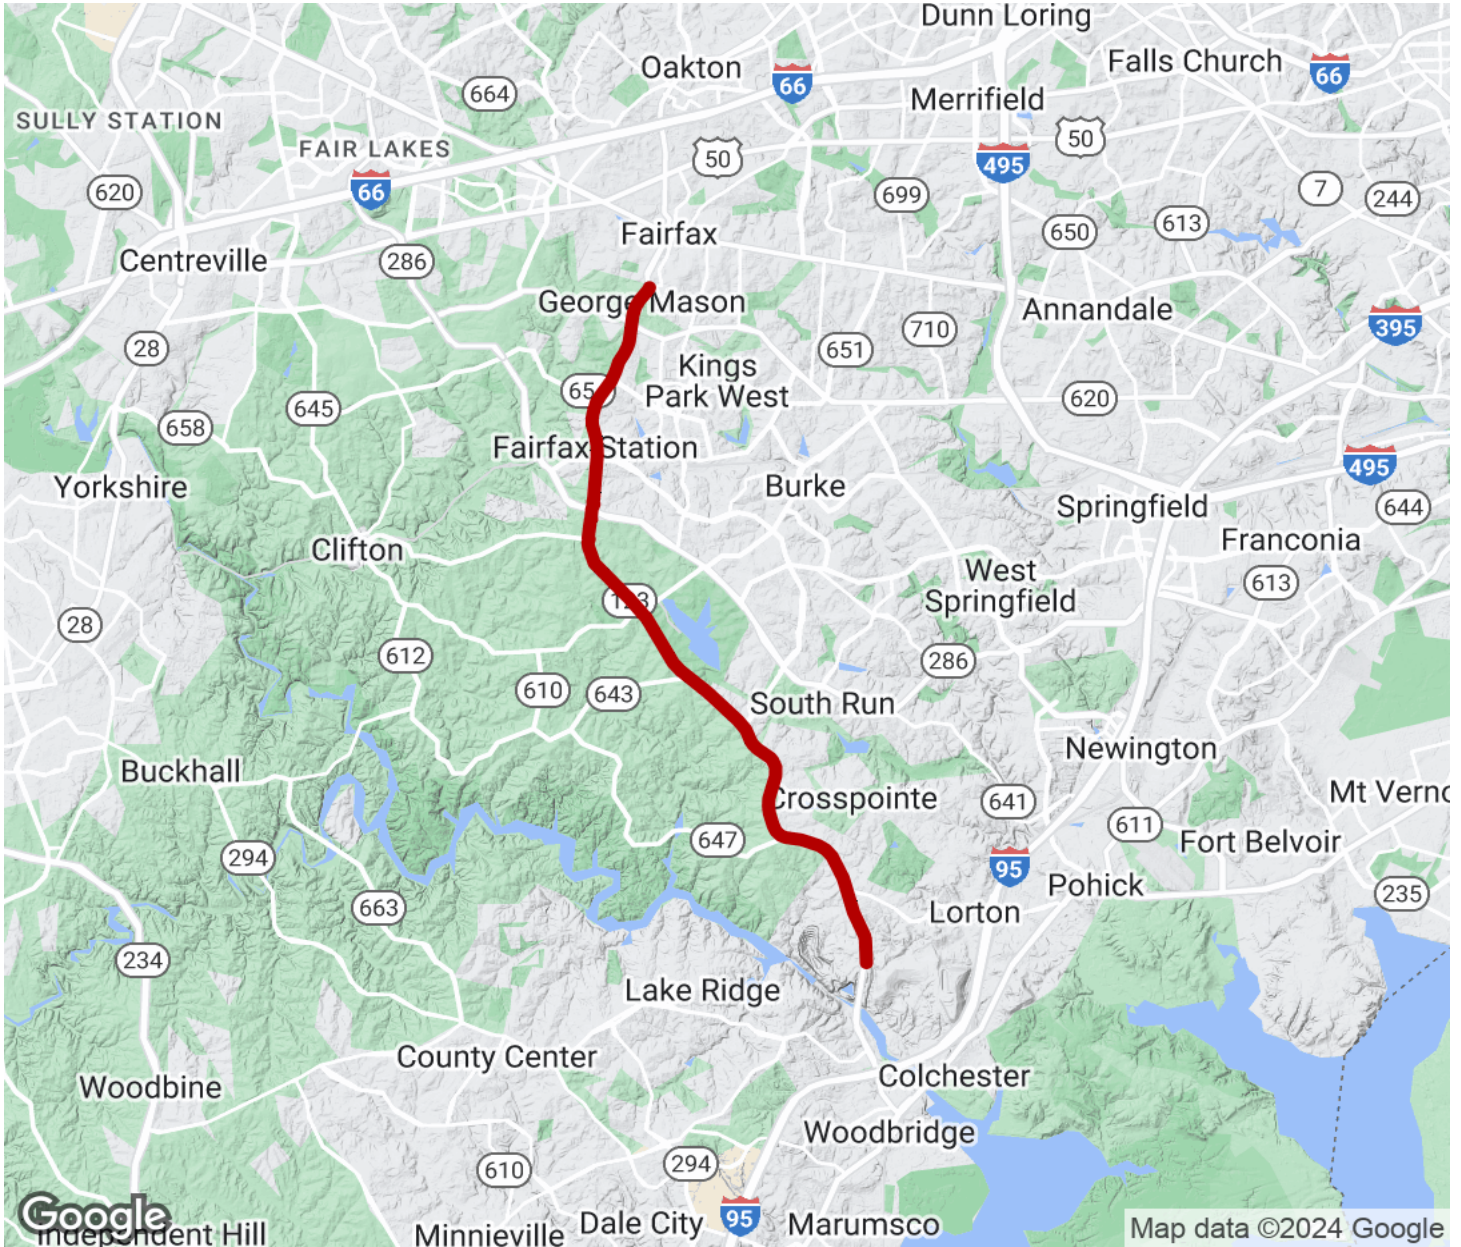 Dunn Loring
Oakton
66
Falls Church
66
664
Merrifield
SULLY STATION
50
50
FAIR LAKES
495
620
66
699
7
244
650
613
Fairfax
Centreville
286
George Mason
Annandale
395
28
710
651
Kings
Park West
645
620
658
Fairfax Station
495
Yorkshire
Burke
Springfield
644
Clifton
Franconia
West
Springfield
613
123
28
612
286
610
643
South Run
Newington
Buckhall
Crosspointe
641
Mt Verno
611
647
Fort Belvoir
294
95
Pohick
235
663
Lorton
234
Lake Ridge
County Center
Colchester
Woodbine
Woodbridge
610
294
Google
Independent Hill
Minnieville
Dale City
95
Marumsco
Map data ©2024 Google